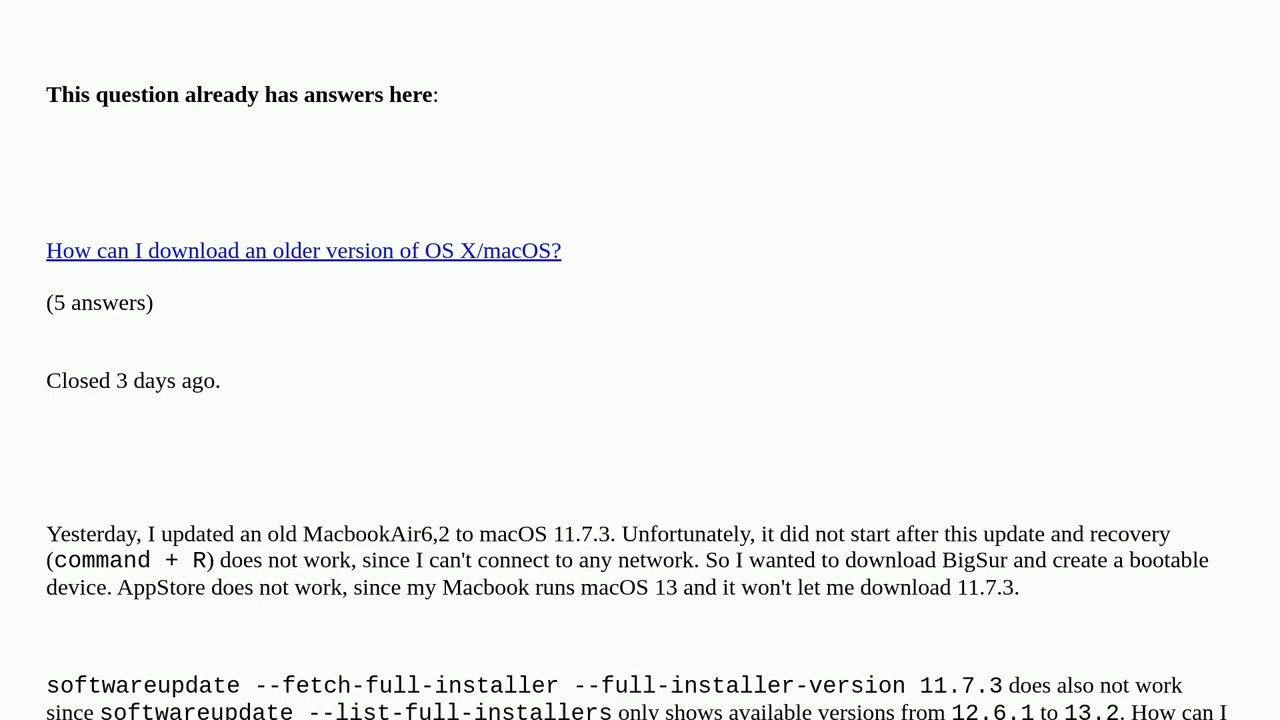 This question already has answers here:
How can I download an older version of OS X/macOS?
(5 answers)
Closed 3 days ago.
Yesterday, I updated an old MacbookAir6,2 to macOS 11.7.3. Unfortunately, it did not start after this update and recovery
(command + R) does not work, since I can't connect to any network. So I wanted to download BigSur and create a bootable
device. AppStore does not work, since my Macbook runs macOS 13 and it won't let me download 11.7.3.
softwareupdate --fetch-full-installer --full-installer-version 11.7.3 does also not work
since softwareupdate --list-full-installers only shows available versions from 12.6.1 to 13.2. How can I